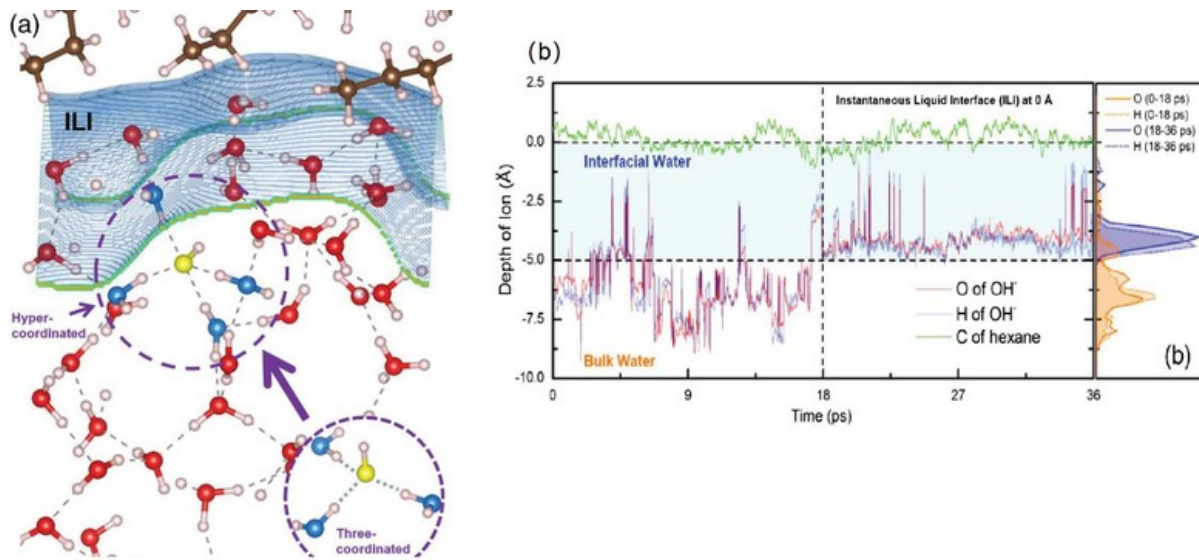 (a)
ILI
Hyper-
coordinated
Three-
coordinated
(b)
Depth of Ion (Å)
2.5
0.0
-2.5
-5.0
-7.5
-10.0
Instantaneous Liquid Interface (ILI) at 0 Å
Interfacial Water
O of OH⁻
H of OH⁻
C of hexane
Bulk Water
0
9
18
27
36
Time (ps)
O (0-18 ps)
H (0-18 ps)
O (18-36 ps)
H (18-36 ps)
(b)